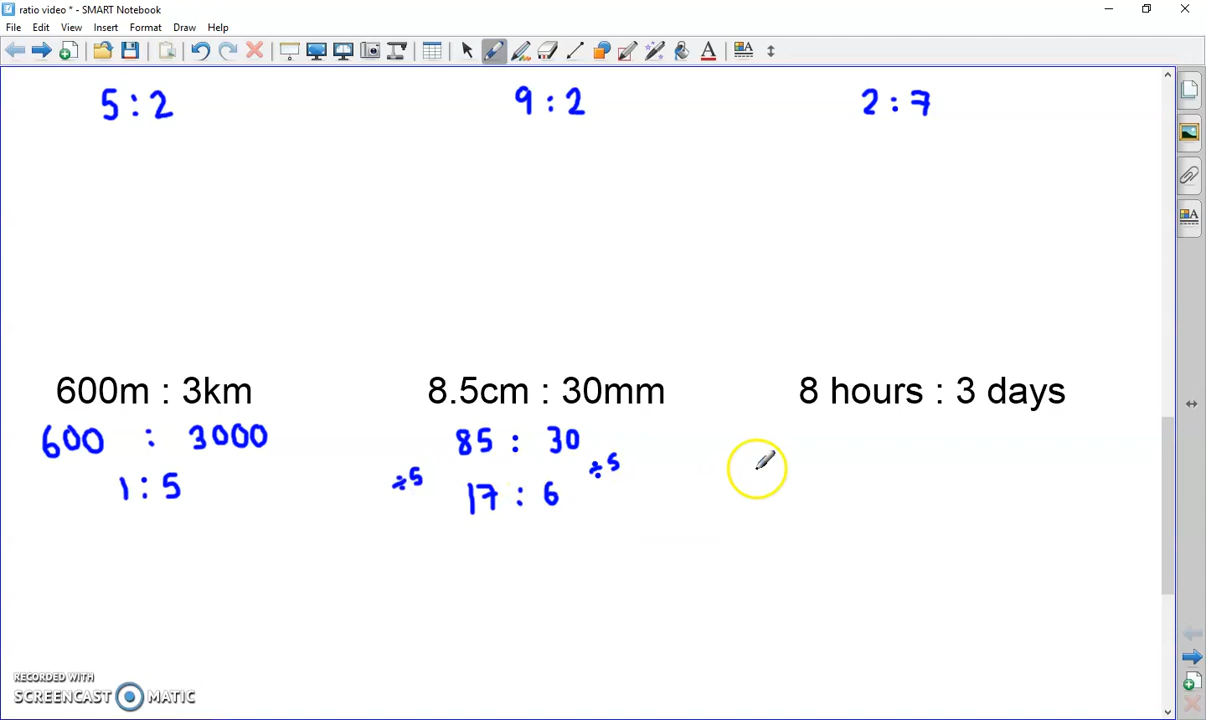 ratio video * - SMART Notebook
File Edit View Insert Format Draw Help
5 : 2
9 : 2
2 : 7
600m : 3km
8.5cm : 30mm
8 hours : 3 days
600 : 3000
85 : 30
÷5
÷5
1 : 5
17 : 6
RECORDED WITH
SCREENCAST MATIC